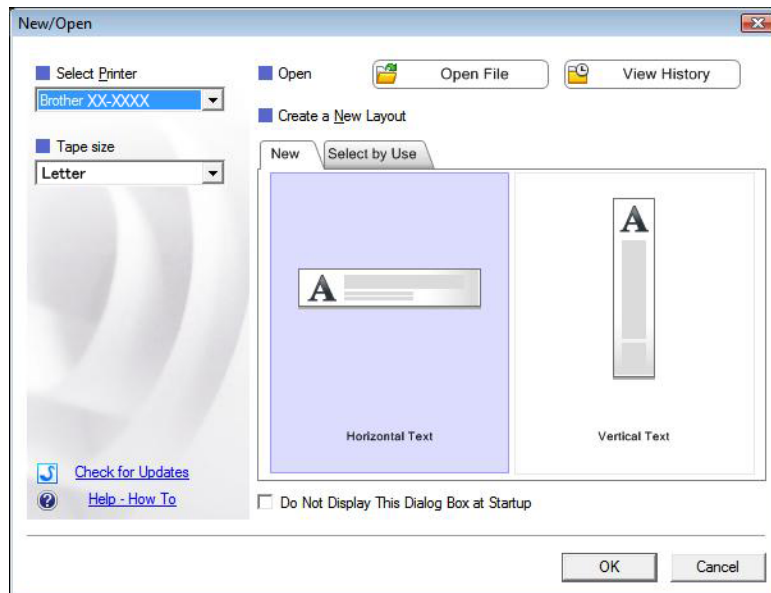 New/Open
Select Printer
Brother XX-XXXX
Tape size
Letter
Check for Updates
Help - How To
Open
Open File
View History
Create a New Layout
New
Select by Use
A
Horizontal Text
A
Vertical Text
Do Not Display This Dialog Box at Startup
OK
Cancel